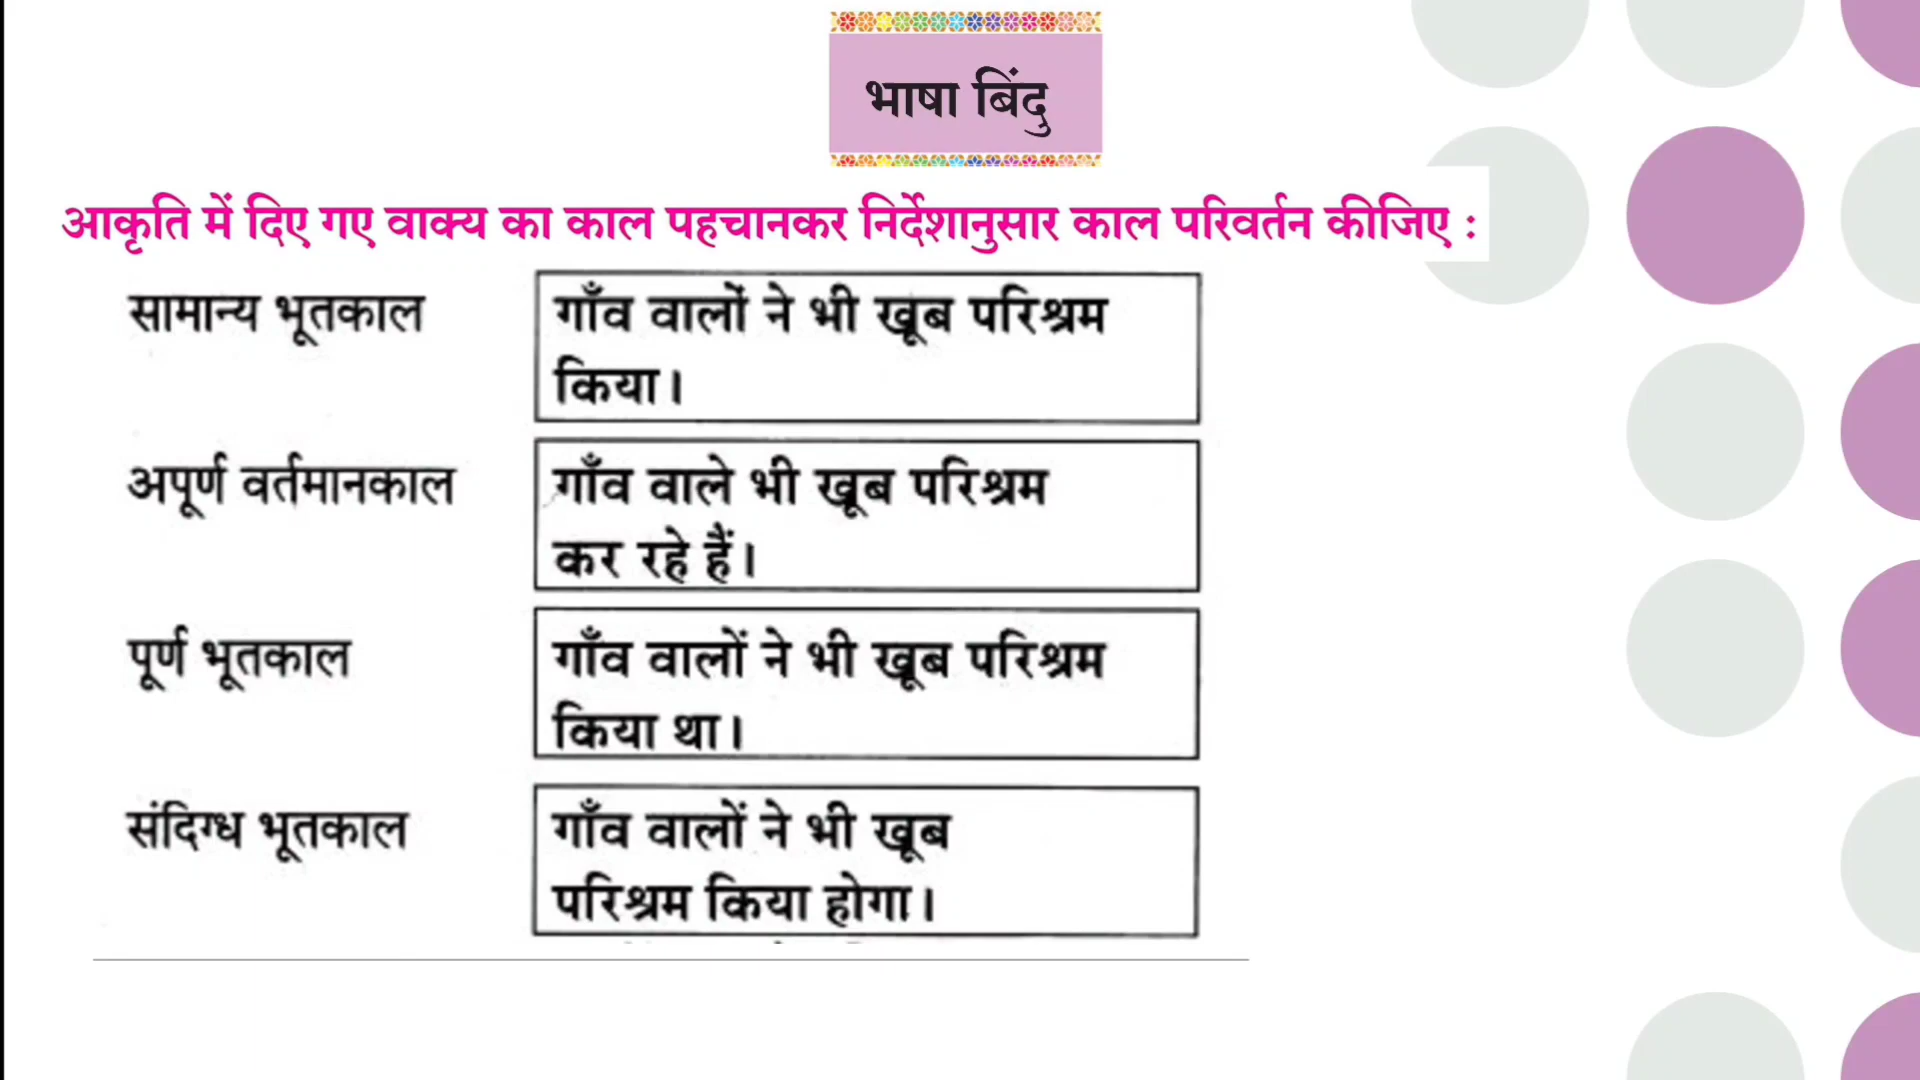 भाषा बिंदु
आकृति में दिए गए वाक्य का काल पहचानकर निर्देशानुसार काल परिवर्तन कीजिए :
सामान्य भूतकाल
गाँव वालों ने भी खूब परिश्रम
किया।
अपूर्ण वर्तमानकाल
गाँव वाले भी खूब परिश्रम
कर रहे हैं।
पूर्ण भूतकाल
गाँव वालों ने भी खूब परिश्रम
किया था।
संदिग्ध भूतकाल
गाँव वालों ने भी खूब
परिश्रम किया होगा।